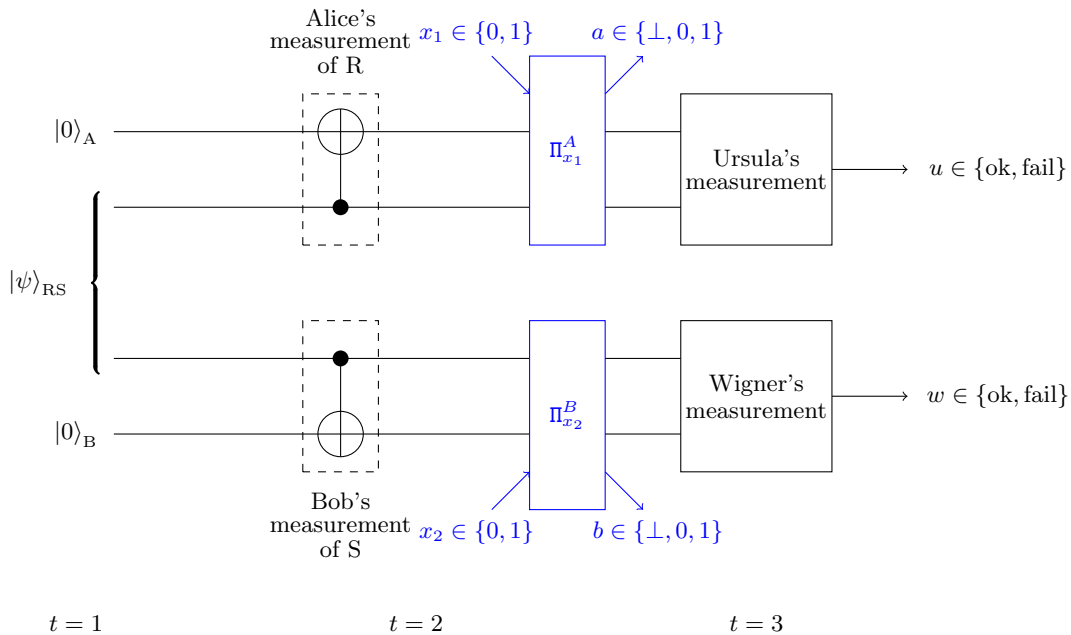 Alice's
measurement
of R
x₁ ∈ {0, 1}
a ∈ {⊥, 0, 1}
|0⟩_A
Π^A_{x₁}
Ursula's
measurement
u ∈ {ok, fail}
|ψ⟩_RS
Π^B_{x₂}
Wigner's
measurement
w ∈ {ok, fail}
|0⟩_B
Bob's
measurement
of S
x₂ ∈ {0, 1}
b ∈ {⊥, 0, 1}
t = 1
t = 2
t = 3